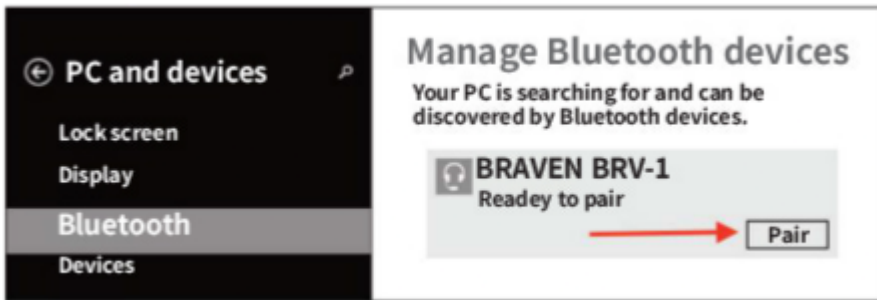 PC and devices
Lock screen
Display
Bluetooth
Devices
Manage Bluetooth devices
Your PC is searching for and can be
discovered by Bluetooth devices.
BRAVEN BRV-1
Readey to pair
Pair